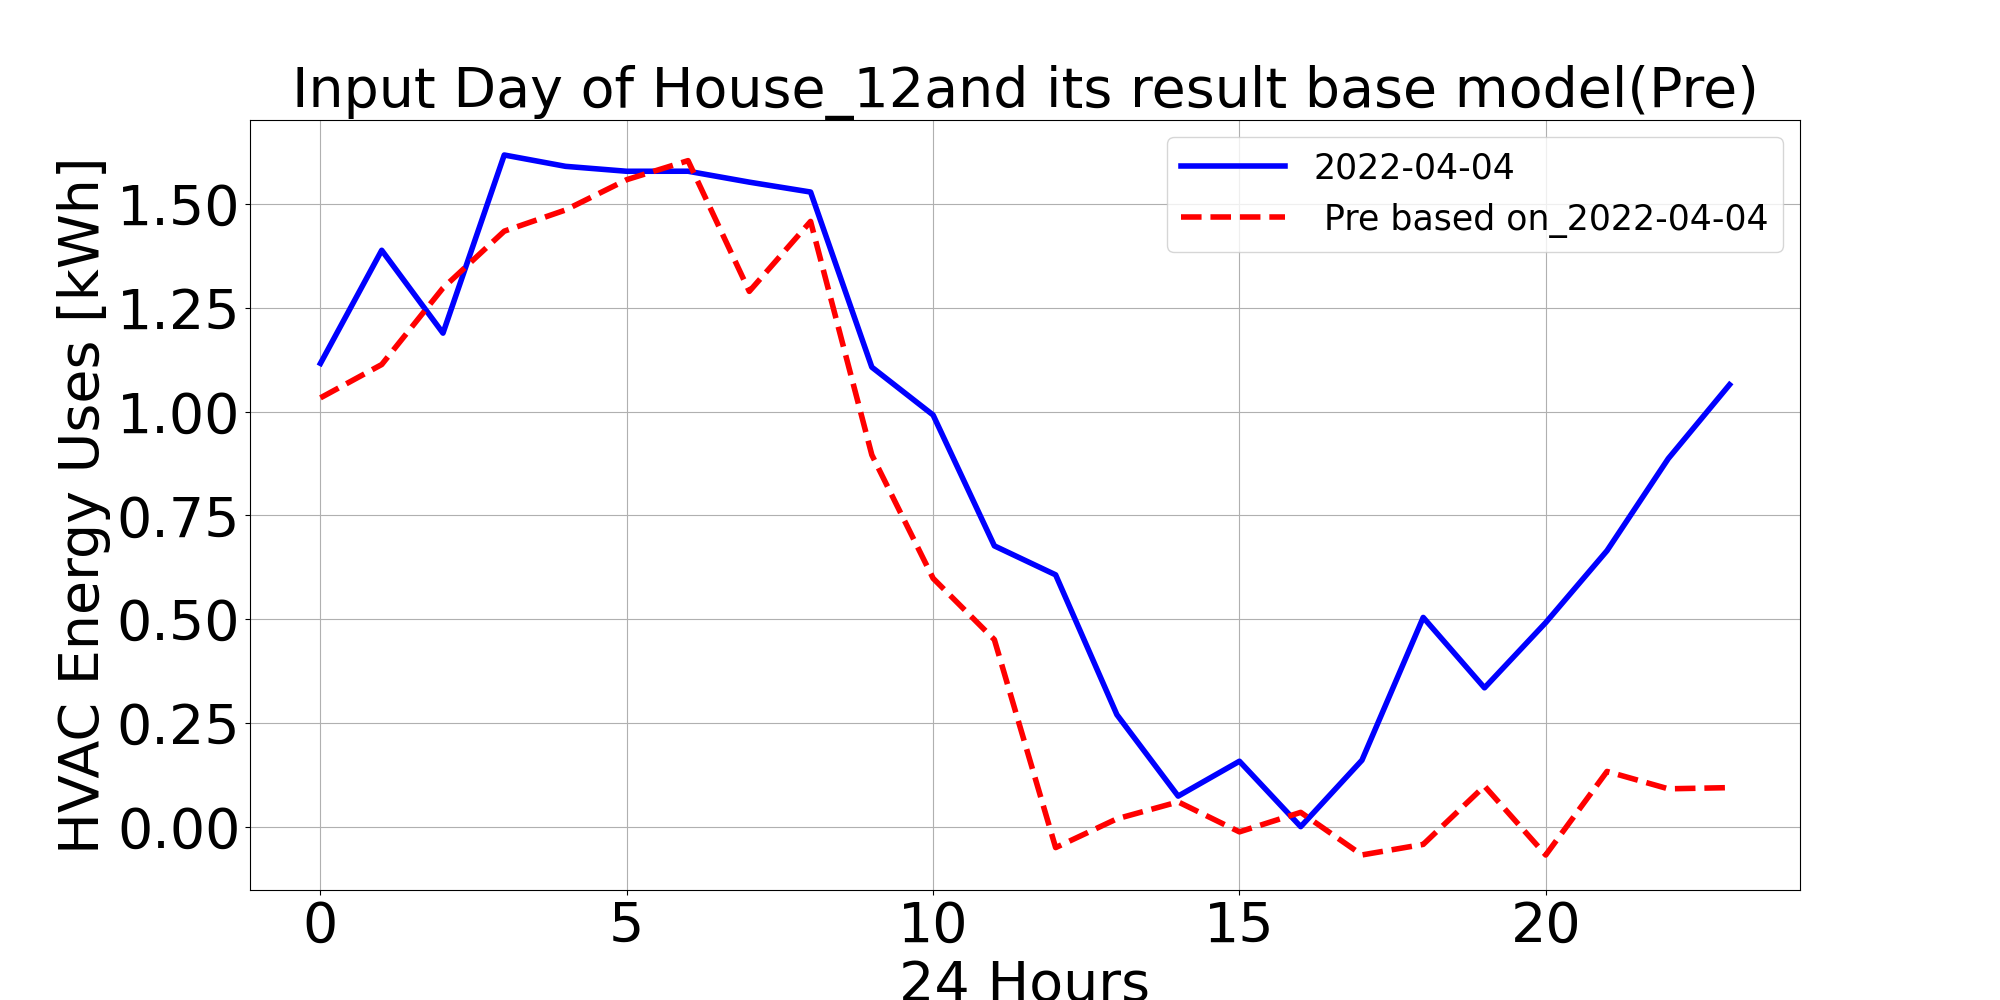 Input Day of House_12and its result base model(Pre)
HVAC Energy Uses [kWh]
1.50
1.25
1.00
0.75
0.50
0.25
0.00
2022-04-04
Pre based on_2022-04-04
0 5 10 15 20
24 Hours